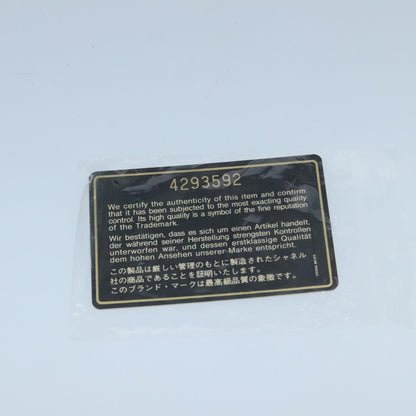 4293592
We certify the authenticity of this item and confirm
that it has been subjected to the most exacting quality
control. Its high quality is a symbol of the fine reputation
of the Trademark.
Wir bestätigen, dass es sich um einen Artikel handelt,
der während seiner Herstellung strengsten Kontrollen
unterworfen war, und dessen erstklassige Qualität
dem hohen Ansehen unserer Marke entspricht.
この製品は厳しい管理のもとに製造されたシャネル
社の商品であることを証明いたします。
このブランド・マークは最高級品質の象徴です。